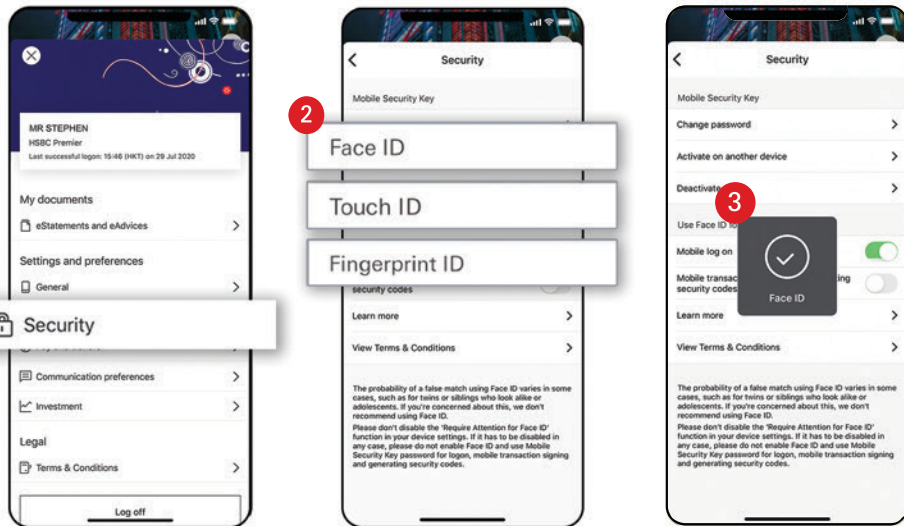 MR STEPHEN
HSBC Premier
Last successful logon: 15:46 (HKT) on 29 Jul 2020
My documents
eStatements and eAdvices
Settings and preferences
General
Security
Communication preferences
Investment
Legal
Terms & Conditions
Log off
Security
Mobile Security Key
2
Face ID
Touch ID
Fingerprint ID
security codes
Learn more
View Terms & Conditions
The probability of a false match using Face ID varies in some
cases, such as for twins or siblings who look alike or
adolescents. If you're concerned about this, we don't
recommend using Face ID.
Please don't disable the 'Require Attention for Face ID'
function in your device settings. If it has to be disabled in
any case, please do not enable Face ID and use Mobile
Security Key password for logon, mobile transaction signing
and generating security codes.
Security
Mobile Security Key
Change password
Activate on another device
Deactivate
3
Use Face ID
Mobile log on
Mobile
security codes
Face ID
Learn more
View Terms & Conditions
The probability of a false match using Face ID varies in some
cases, such as for twins or siblings who look alike or
adolescents. If you're concerned about this, we don't
recommend using Face ID.
Please don't disable the 'Require Attention for Face ID'
function in your device settings. If it has to be disabled in
any case, please do not enable Face ID and use Mobile
Security Key password for logon, mobile transaction signing
and generating security codes.